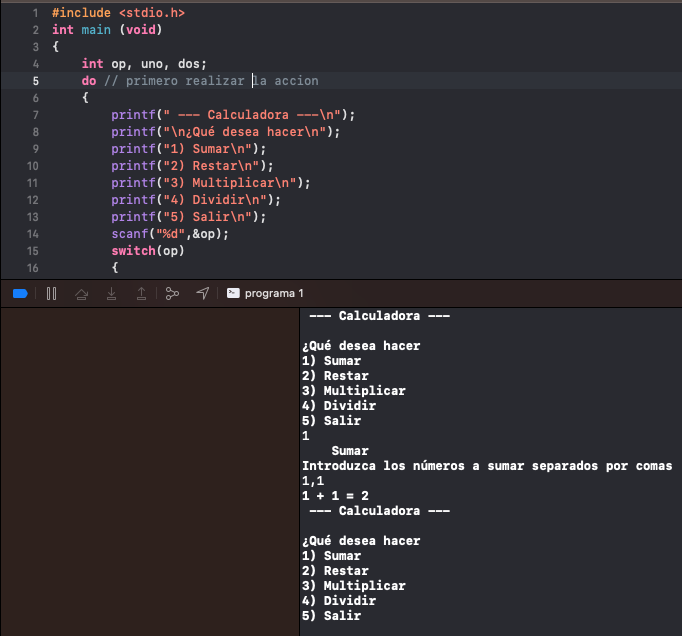 1 #include <stdio.h>
2 int main (void)
3 {
4 int op, uno, dos;
5 do // primero realizar la accion
6 {
7 printf(" --- Calculadora ---\n");
8 printf("\n¿Qué desea hacer\n");
9 printf("1) Sumar\n");
10 printf("2) Restar\n");
11 printf("3) Multiplicar\n");
12 printf("4) Dividir\n");
13 printf("5) Salir\n");
14 scanf("%d",&op);
15 switch(op)
16 {
programa 1
--- Calculadora ---
¿Qué desea hacer
1) Sumar
2) Restar
3) Multiplicar
4) Dividir
5) Salir
1
Sumar
Introduzca los números a sumar separados por comas
1,1
1 + 1 = 2
--- Calculadora ---
¿Qué desea hacer
1) Sumar
2) Restar
3) Multiplicar
4) Dividir
5) Salir